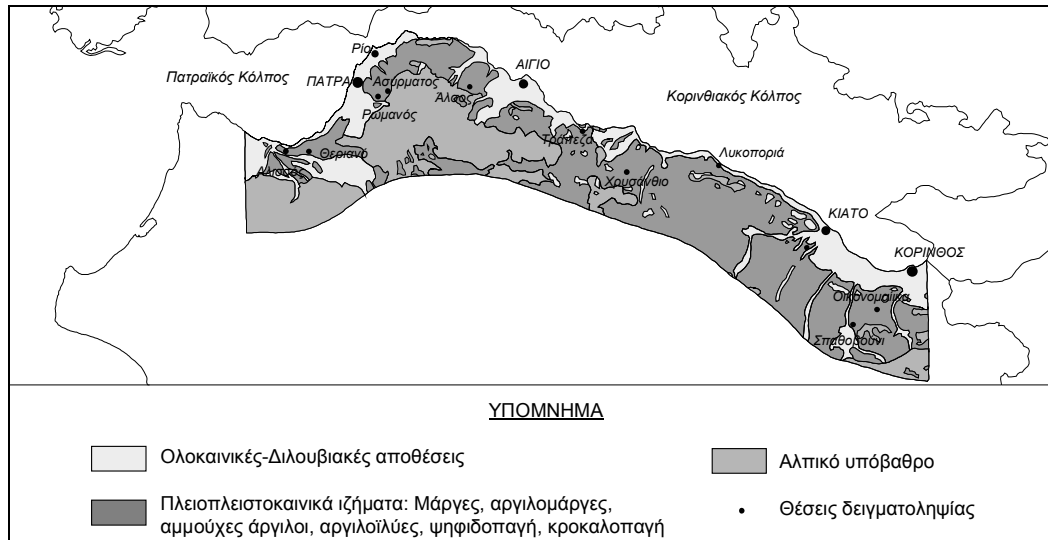 Ρίο
Πατραϊκός Κόλπος
ΠΑΤΡΑ
Ασύρματος
Άλσος
ΑΙΓΙΟ
Κορινθιακός Κόλπος
Ρωμανός
Τράπεζα
Θεριανό
Λυκοποριά
Χρυσάνθιο
ΚΙΑΤΟ
ΚΟΡΙΝΘΟΣ
Οικονομαίικα
Σπαθοβούνι
ΥΠΟΜΝΗΜΑ
Ολοκαινικές-Διλουβιακές αποθέσεις
Αλπικό υπόβαθρο
Πλειοπλειστοκαινικά ιζήματα: Μάργες, αργιλομάργες,
αμμούχες άργιλοι, αργιλοϊλύες, ψηφιδοπαγή, κροκαλοπαγή
Θέσεις δειγματοληψίας